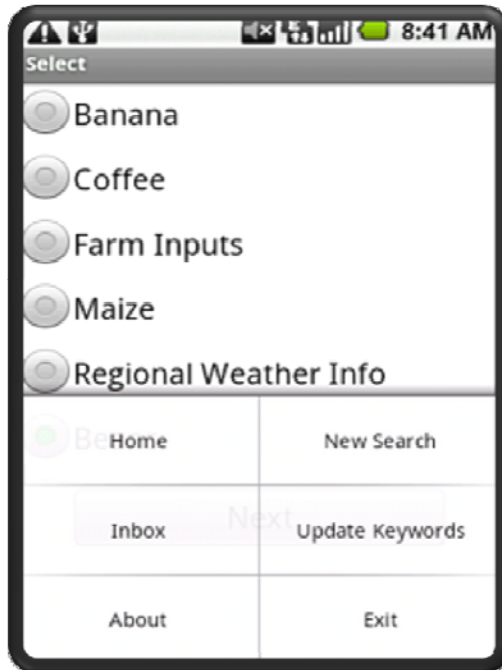 8:41 AM
Select
Banana
Coffee
Farm Inputs
Maize
Regional Weather Info
Home
New Search
Next
Inbox
Update Keywords
About
Exit